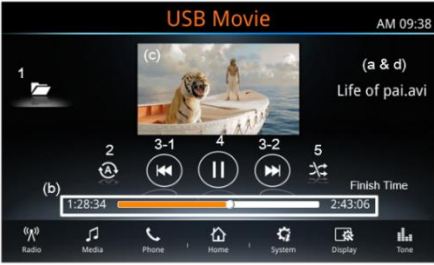 USB Movie
AM 09:38
(c)
(a & d)
1
Life of pai.avi
2
3-1
4
3-2
5
A
(b)
Finish Time
1:28:34
2:43:06
Radio
Media
Phone
Home
System
Display
Tone